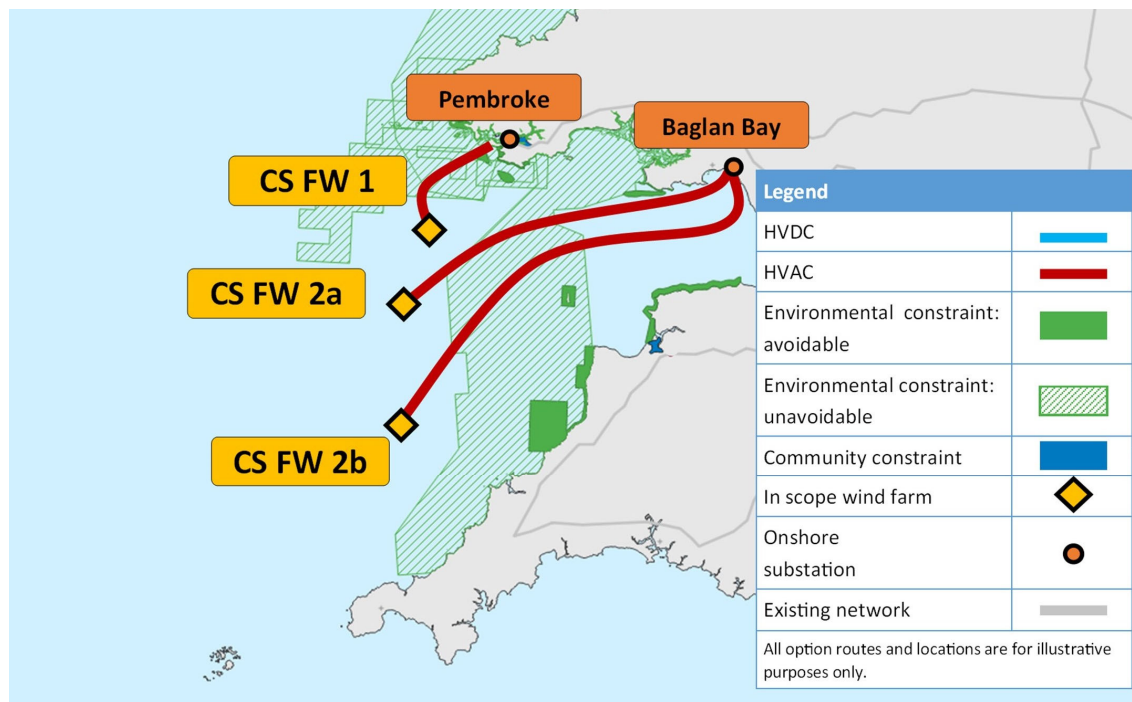 Pembroke
Baglan Bay
CS FW 1
CS FW 2a
CS FW 2b
Legend
HVDC
HVAC
Environmental constraint:
avoidable
Environmental constraint:
unavoidable
Community constraint
In scope wind farm
Onshore
substation
Existing network
All option routes and locations are for illustrative
purposes only.